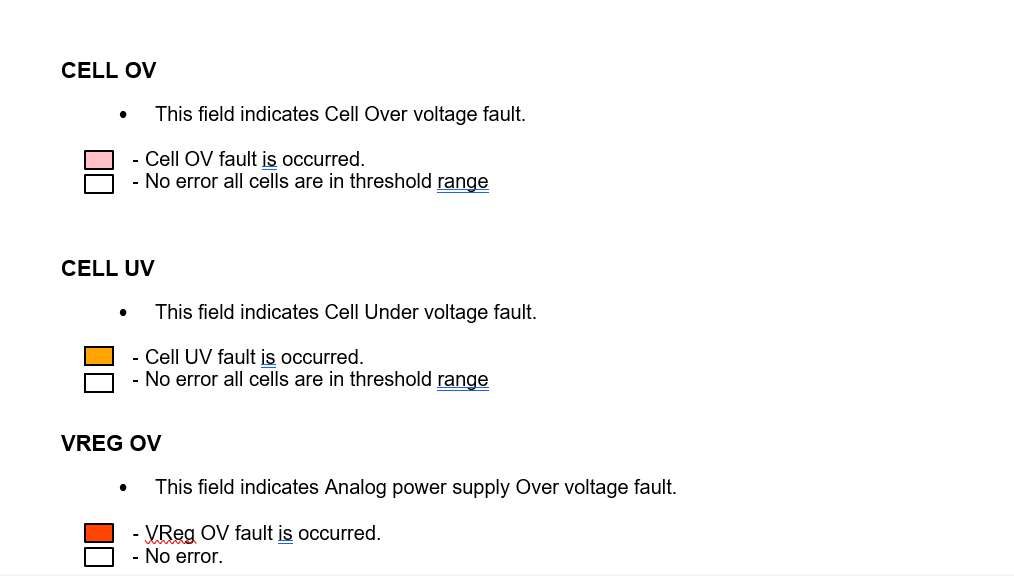 CELL OV
• This field indicates Cell Over voltage fault.
- Cell OV fault is occurred.
- No error all cells are in threshold range
CELL UV
• This field indicates Cell Under voltage fault.
- Cell UV fault is occurred.
- No error all cells are in threshold range
VREG OV
• This field indicates Analog power supply Over voltage fault.
- VReg OV fault is occurred.
- No error.